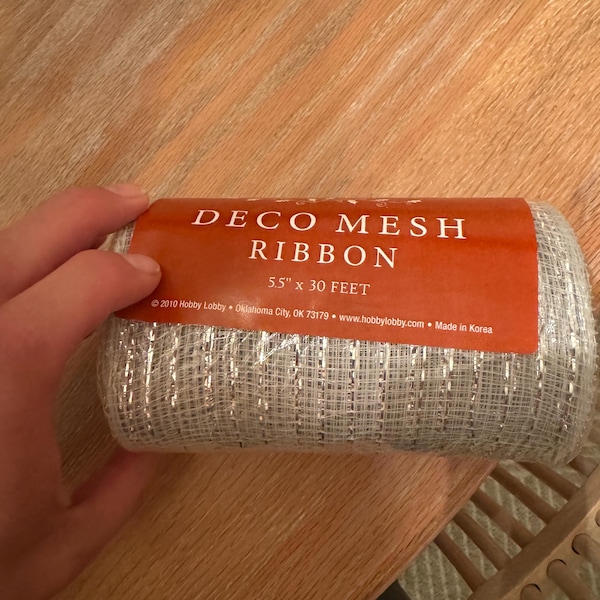 DECO MESH
RIBBON
5.5" x 30 FEET
© 2010 Hobby Lobby • Oklahoma City, OK 73179 • www.hobbylobby.com • Made in Korea